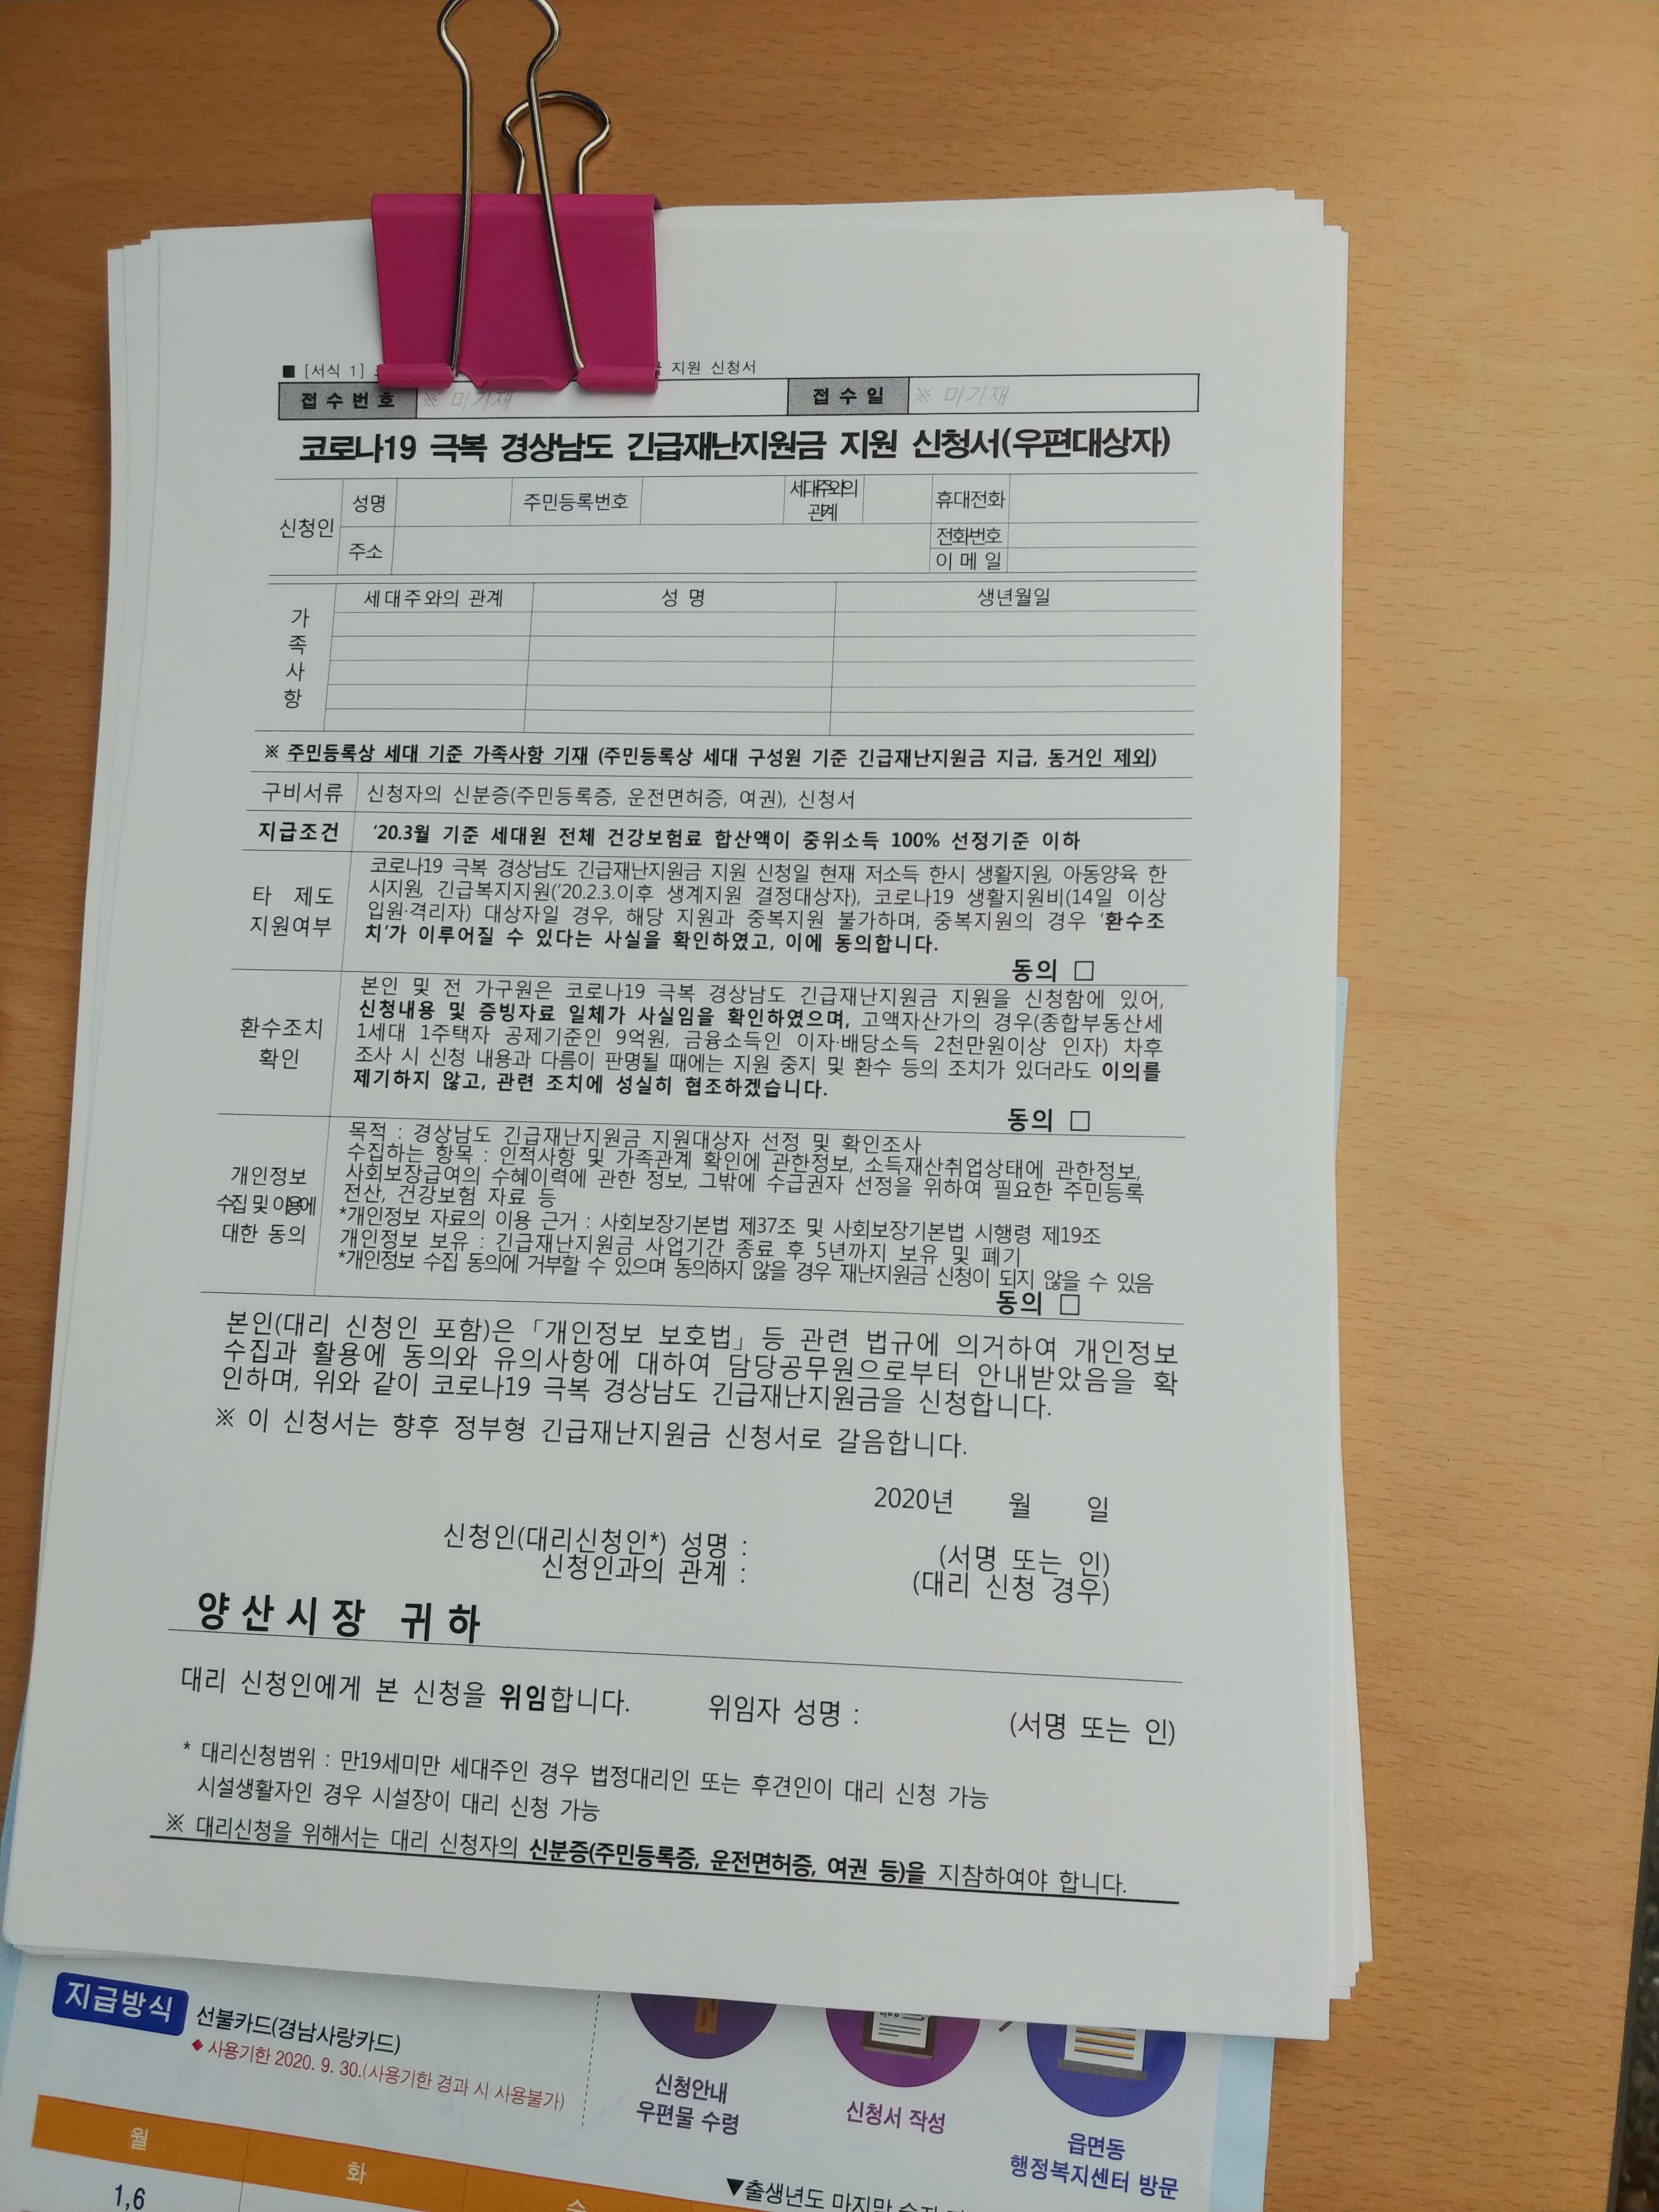 ■ [서식 1] 지원 신청서
접수번호 ※ 미기재 접수일 ※ 미기재
코로나19 극복 경상남도 긴급재난지원금 지원 신청서(우편대상자)
신청인 성명 주민등록번호 세대주와의 관계 휴대전화
주소 전화번호
이메일
가족사항 세대주와의 관계 성 명 생년월일
※ 주민등록상 세대 기준 가족사항 기재 (주민등록상 세대 구성원 기준 긴급재난지원금 지급, 동거인 제외)
구비서류 신청자의 신분증(주민등록증, 운전면허증, 여권), 신청서
지급조건 '20.3월 기준 세대원 전체 건강보험료 합산액이 중위소득 100% 선정기준 이하
타 제도
지원여부
코로나19 극복 경상남도 긴급재난지원금 지원 신청일 현재 저소득 한시 생활지원, 아동양육 한
시지원, 긴급복지지원('20.2.3.이후 생계지원 결정대상자), 코로나19 생활지원비(14일 이상
입원·격리자) 대상자일 경우, 해당 지원과 중복지원 불가하며, 중복지원의 경우 '환수조
치'가 이루어질 수 있다는 사실을 확인하였고, 이에 동의합니다.
동의 □
환수조치
확인
본인 및 전 가구원은 코로나19 극복 경상남도 긴급재난지원금 지원을 신청함에 있어,
신청내용 및 증빙자료 일체가 사실임을 확인하였으며, 고액자산가의 경우(종합부동산세
1세대 1주택자 공제기준인 9억원, 금융소득인 이자·배당소득 2천만원이상 인자) 차후
조사 시 신청 내용과 다름이 판명될 때에는 지원 중지 및 환수 등의 조치가 있더라도 이의를
제기하지 않고, 관련 조치에 성실히 협조하겠습니다.
동의 □
개인정보
수집 및 이용에
대한 동의
목적 : 경상남도 긴급재난지원금 지원대상자 선정 및 확인조사
수집하는 항목 : 인적사항 및 가족관계 확인에 관한정보, 소득재산취업상태에 관한정보,
사회보장급여의 수혜이력에 관한 정보, 그밖에 수급권자 선정을 위하여 필요한 주민등록
전산, 건강보험 자료 등
*개인정보 자료의 이용 근거 : 사회보장기본법 제37조 및 사회보장기본법 시행령 제19조
개인정보 보유 : 긴급재난지원금 사업기간 종료 후 5년까지 보유 및 폐기
*개인정보 수집 동의에 거부할 수 있으며 동의하지 않을 경우 재난지원금 신청이 되지 않을 수 있음
동의 □
본인(대리 신청인 포함)은 「개인정보 보호법」등 관련 법규에 의거하여 개인정보
수집과 활용에 동의와 유의사항에 대하여 담당공무원으로부터 안내받았음을 확
인하며, 위와 같이 코로나19 극복 경상남도 긴급재난지원금을 신청합니다.
※ 이 신청서는 향후 정부형 긴급재난지원금 신청서로 갈음합니다.
2020년 월 일
신청인(대리신청인*) 성명 : (서명 또는 인)
신청인과의 관계 : (대리 신청 경우)
양산시장 귀하
대리 신청인에게 본 신청을 위임합니다. 위임자 성명 : (서명 또는 인)
* 대리신청범위 : 만19세미만 세대주인 경우 법정대리인 또는 후견인이 대리 신청 가능
시설생활자인 경우 시설장이 대리 신청 가능
※ 대리신청을 위해서는 대리 신청자의 신분증(주민등록증, 운전면허증, 여권 등)을 지참하여야 합니다.
지급방식 선불카드(경남사랑카드)
◆ 사용기한 2020. 9. 30.(사용기한 경과 시 사용불가)
신청안내
우편물 수령
신청서 작성
읍면동
행정복지센터 방문
월 화 수
1,6
▼출생년도 마지막 숫자